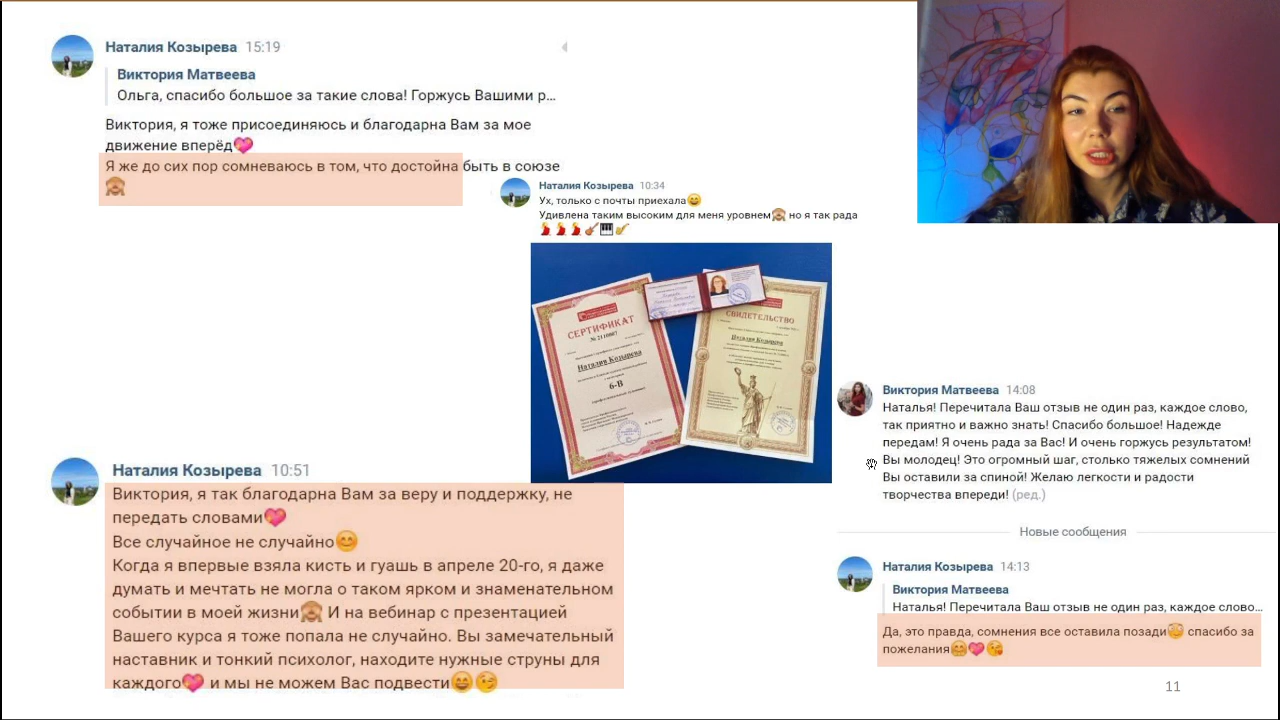 Наталия Козырева 15:19
Виктория Матвеева
Ольга, спасибо большое за такие слова! Горжусь Вашими р...
Виктория, я тоже присоединяюсь и благодарна Вам за мое
движение вперёд💖
Я же до сих пор сомневаюсь в том, что достойна быть в союзе
🙈
Наталия Козырева 10:34
Ух, только с почты приехала😄
Удивлена таким высоким для меня уровнем🙈 но я так рада
💃💃💃🎸🎹🎷
СЕРТИФИКАТ
№ 2110007
Наталия Козырева
6-В
СВИДЕТЕЛЬСТВО
Наталия Козырева
Наталия Козырева 10:51
Виктория, я так благодарна Вам за веру и поддержку, не
передать словами💖
Все случайное не случайно😊
Когда я впервые взяла кисть и гуашь в апреле 20-го, я даже
думать и мечтать не могла о таком ярком и знаменательном
событии в моей жизни🙈 И на вебинар с презентацией
Вашего курса я тоже попала не случайно. Вы замечательный
наставник и тонкий психолог, находите нужные струны для
каждого💖 и мы не можем Вас подвести😄😉
Виктория Матвеева 14:08
Наталья! Перечитала Ваш отзыв не один раз, каждое слово,
так приятно и важно знать! Спасибо большое! Надежде
передам! Я очень рада за Вас! И очень горжусь результатом!
Вы молодец! Это огромный шаг, столько тяжелых сомнений
Вы оставили за спиной! Желаю легкости и радости
творчества впереди! (ред.)
Новые сообщения
Наталия Козырева 14:13
Виктория Матвеева
Наталья! Перечитала Ваш отзыв не один раз, каждое слово...
Да, это правда, сомнения все оставила позади😇 спасибо за
пожелания🤗💖😘
11